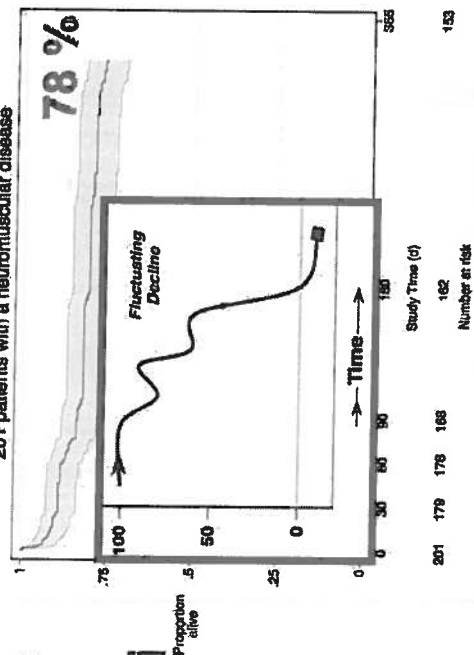 201 patients with a neuromuscular disease
78 %
1
.75
.5
.25
0
Proportion
alive
Fluctuating
Decline
100
50
0
Time
0 30 60 90 180 365
Study Time (d)
201 179 178 168 162 153
Number at risk